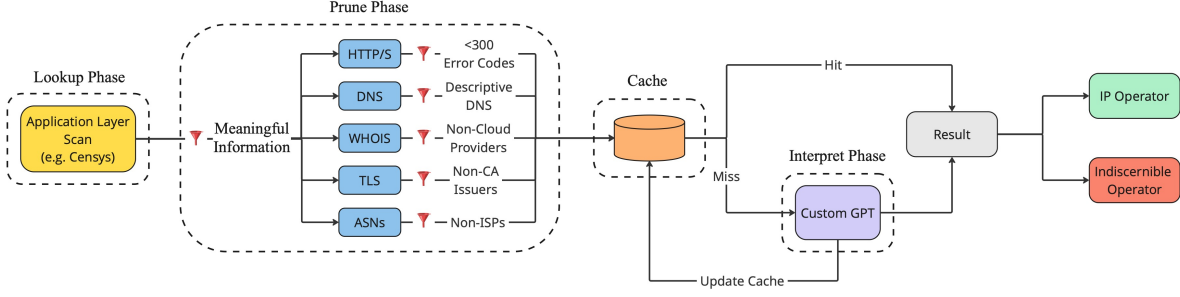 Prune Phase
Lookup Phase
Application Layer
Scan
(e.g. Censys)
Meaningful
Information
HTTP/S
<300
Error Codes
DNS
Descriptive
DNS
WHOIS
Non-Cloud
Providers
TLS
Non-CA
Issuers
ASNs
Non-ISPs
Cache
Hit
Miss
Interpret Phase
Custom GPT
Update Cache
Result
IP Operator
Indiscernible
Operator